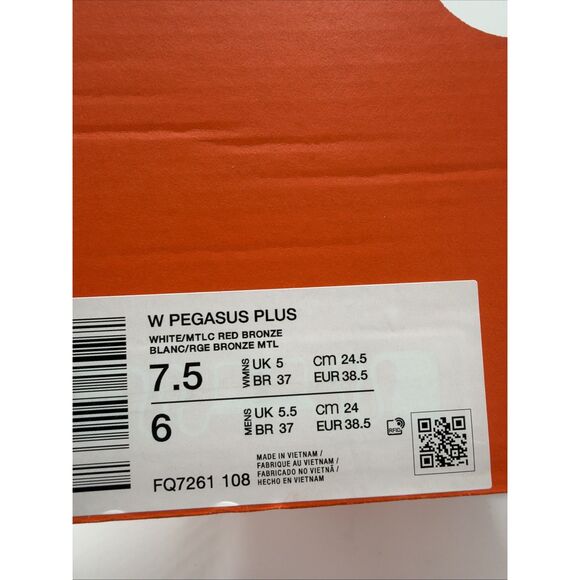 W PEGASUS PLUS
WHITE/MTLC RED BRONZE
BLANC/RGE BRONZE MTL
7.5 WMNS UK 5 CM 24.5
BR 37 EUR 38.5
6 MENS UK 5.5 CM 24
BR 37 EUR 38.5
RFID
MADE IN VIETNAM /
FABRIQUE AU VIETNAM /
FABRICADO NO VIETNÃ /
HECHO EN VIETNAM
FQ7261 108